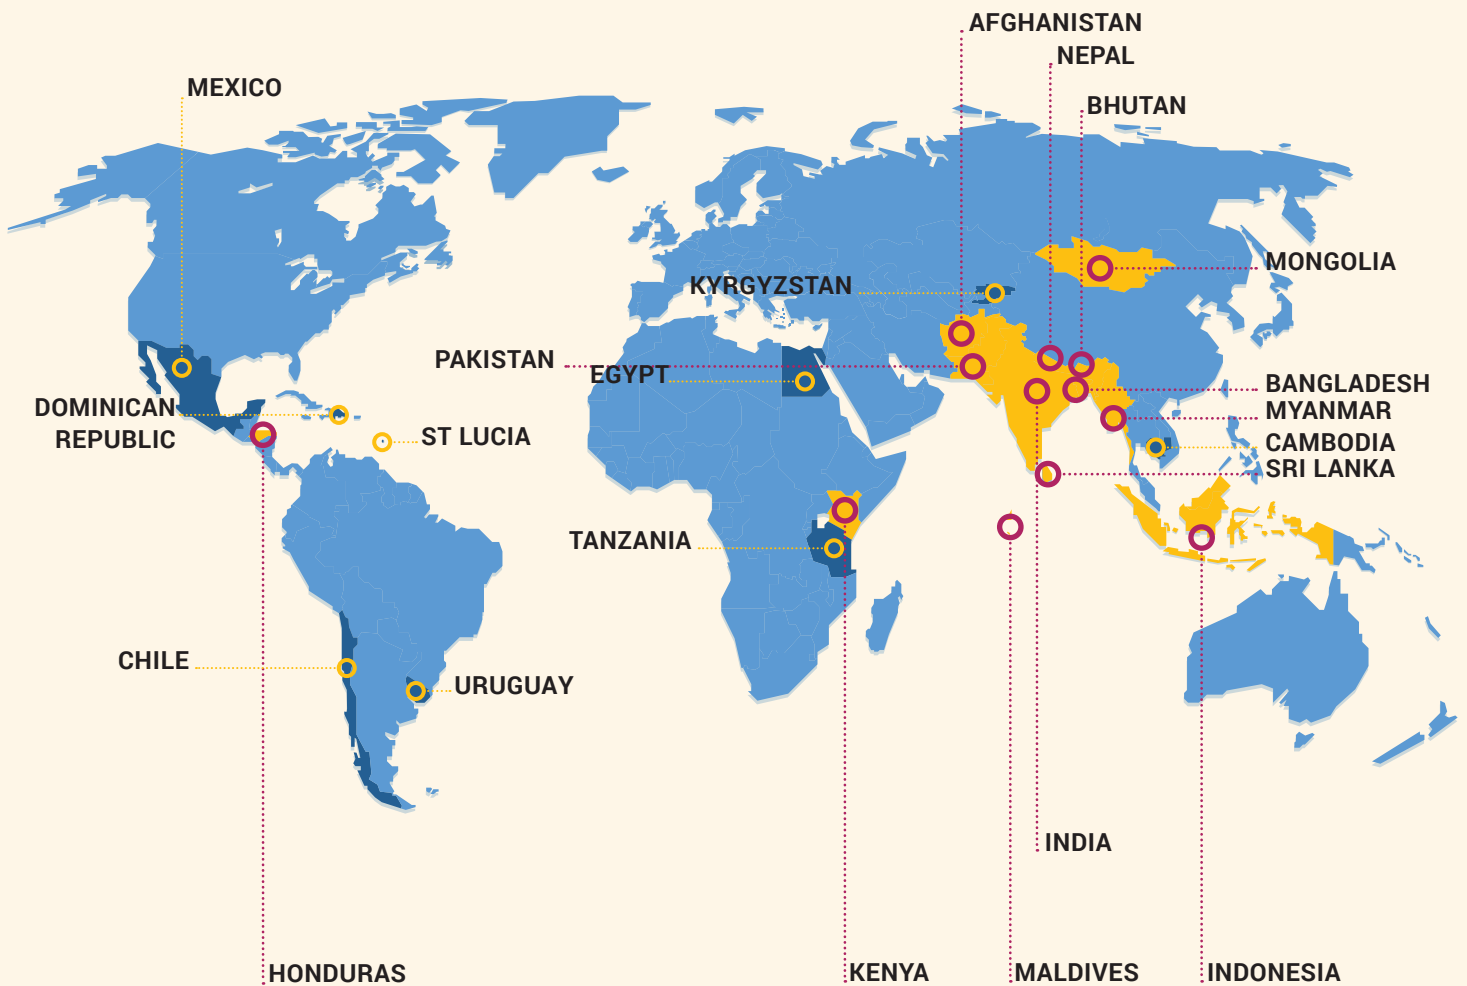 AFGHANISTAN
NEPAL
MEXICO
BHUTAN
MONGOLIA
KYRGYZSTAN
PAKISTAN
EGYPT
BANGLADESH
DOMINICAN
REPUBLIC
MYANMAR
ST LUCIA
CAMBODIA
SRI LANKA
TANZANIA
CHILE
URUGUAY
INDIA
HONDURAS
KENYA
MALDIVES
INDONESIA